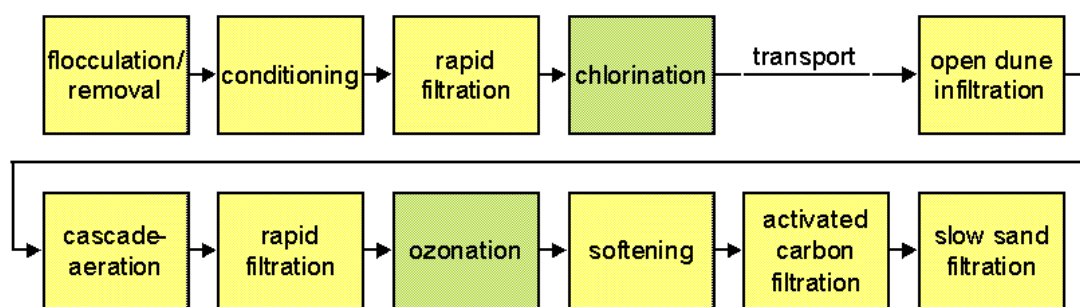 flocculation/
removal
conditioning
rapid
filtration
chlorination
transport
open dune
infiltration
cascade-
aeration
rapid
filtration
ozonation
softening
activated
carbon
filtration
slow sand
filtration